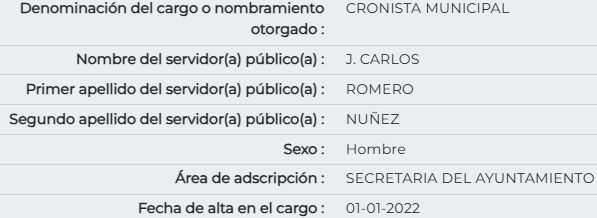 Denominación del cargo o nombramiento otorgado : CRONISTA MUNICIPAL
Nombre del servidor(a) público(a) : J. CARLOS
Primer apellido del servidor(a) público(a) : ROMERO
Segundo apellido del servidor(a) público(a) : NUÑEZ
Sexo : Hombre
Área de adscripción : SECRETARIA DEL AYUNTAMIENTO
Fecha de alta en el cargo : 01-01-2022